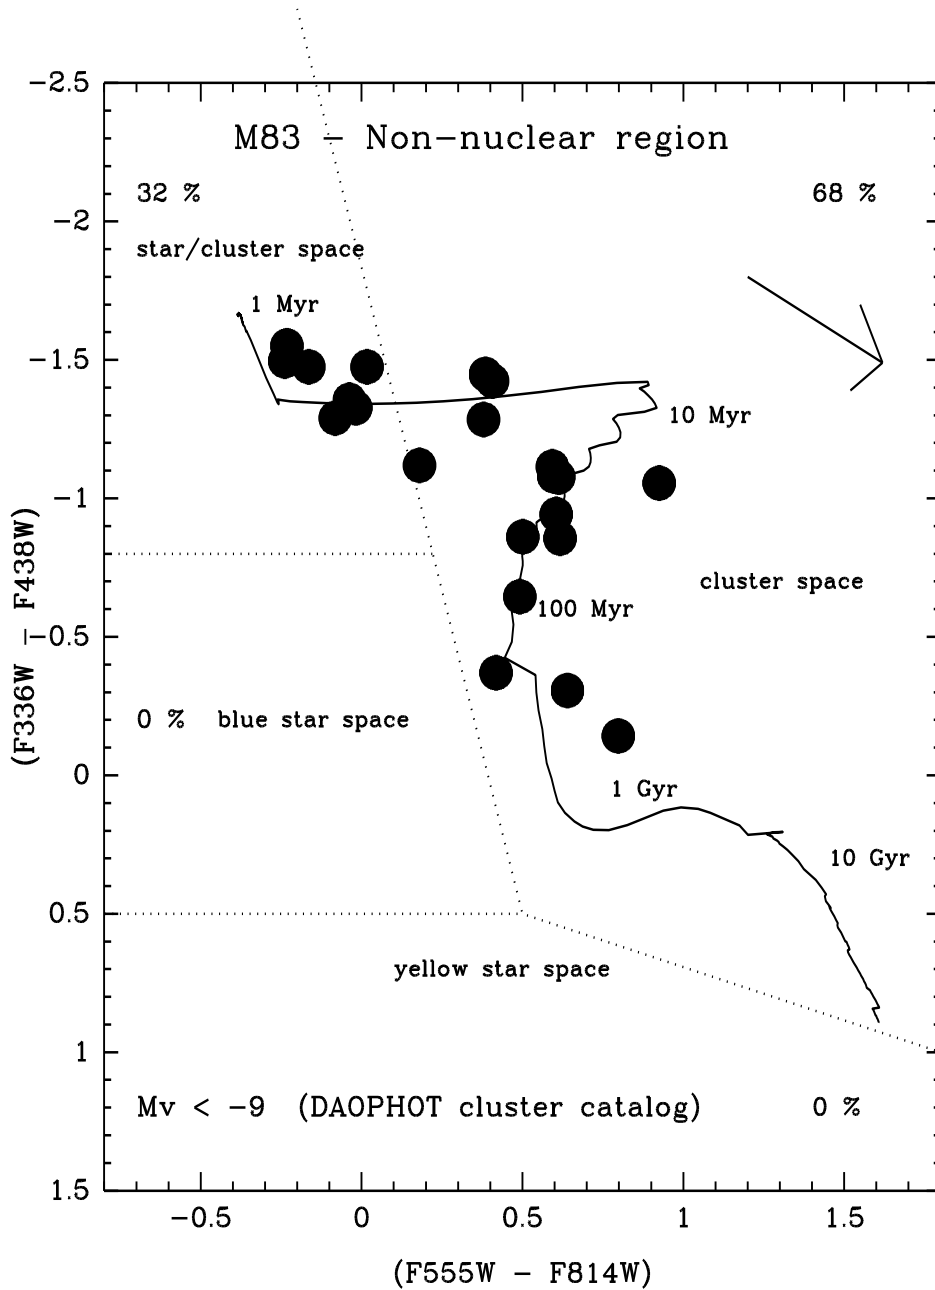 −2.5
M83 − Non−nuclear region
32 % 68 %
−2
star/cluster space
1 Myr
−1.5
10 Myr
−1
cluster space
100 Myr
−0.5
(F336W − F438W)
0 % blue star space
0
1 Gyr
10 Gyr
0.5
yellow star space
1
Mv < −9 (DAOPHOT cluster catalog) 0 %
1.5
−0.5 0 0.5 1 1.5
(F555W − F814W)